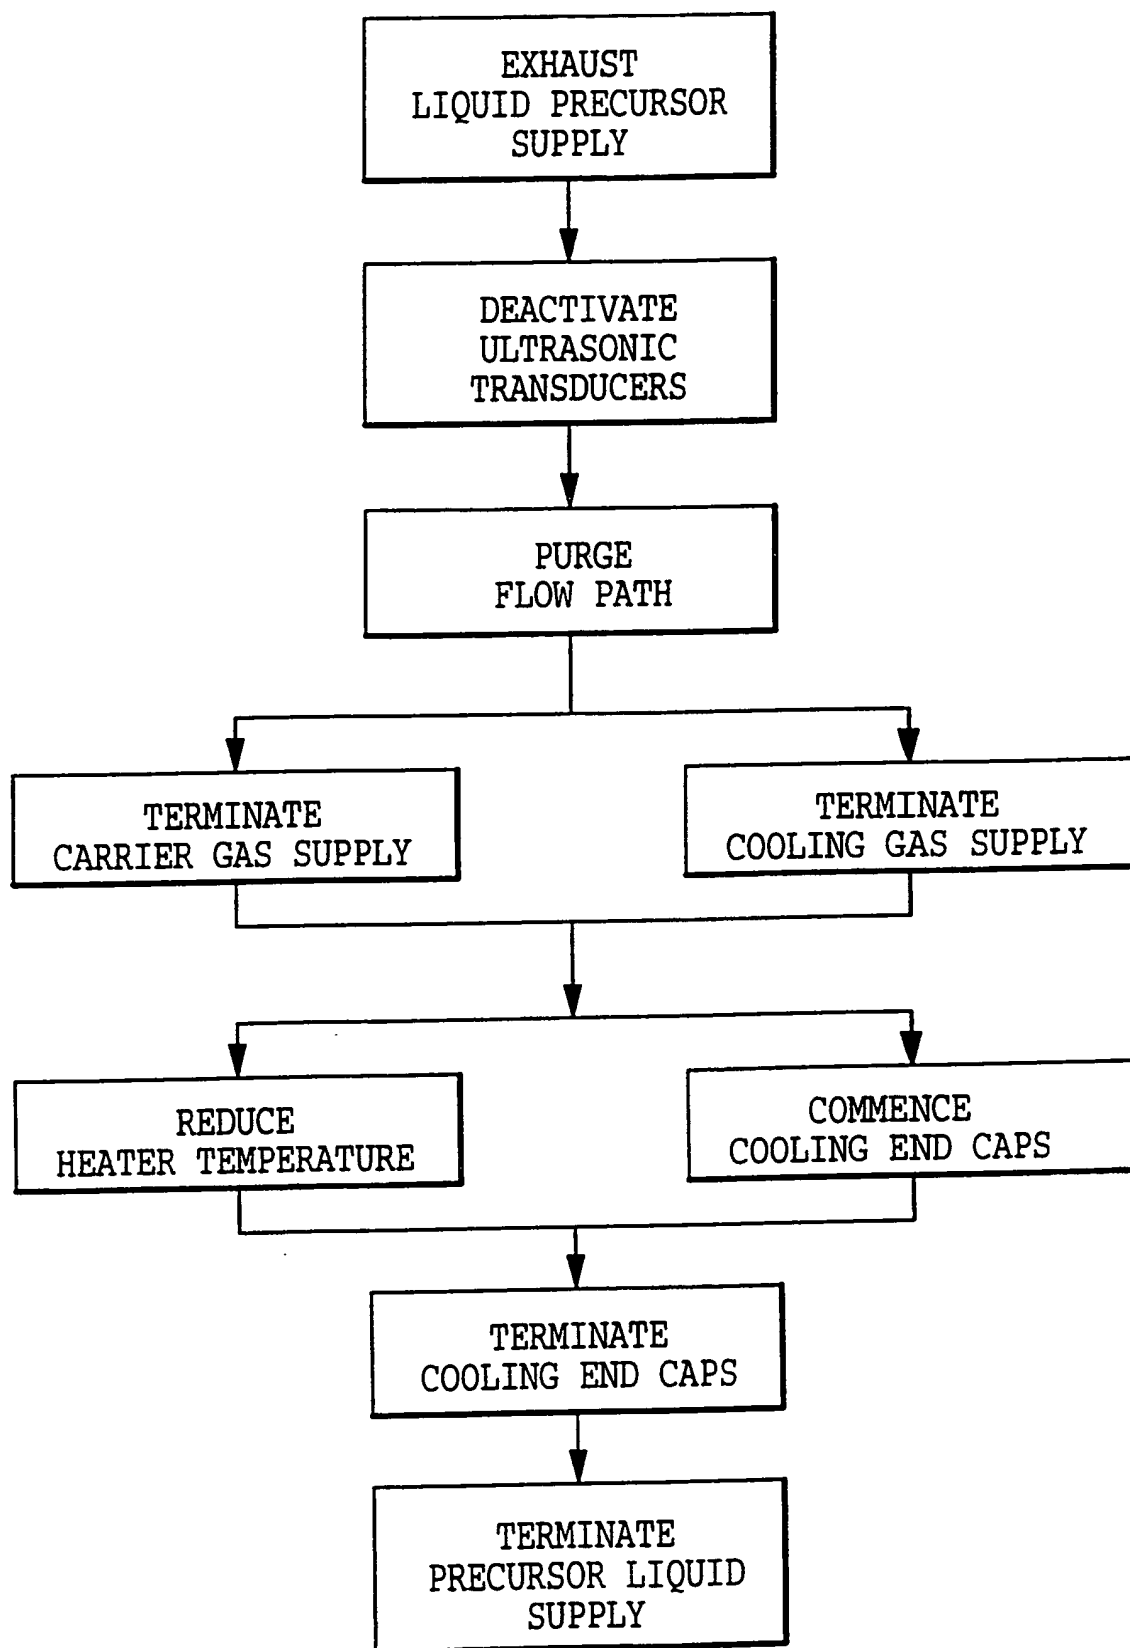 EXHAUST
LIQUID PRECURSOR
SUPPLY
DEACTIVATE
ULTRASONIC
TRANSDUCERS
PURGE
FLOW PATH
TERMINATE
CARRIER GAS SUPPLY
TERMINATE
COOLING GAS SUPPLY
REDUCE
HEATER TEMPERATURE
COMMENCE
COOLING END CAPS
TERMINATE
COOLING END CAPS
TERMINATE
PRECURSOR LIQUID
SUPPLY